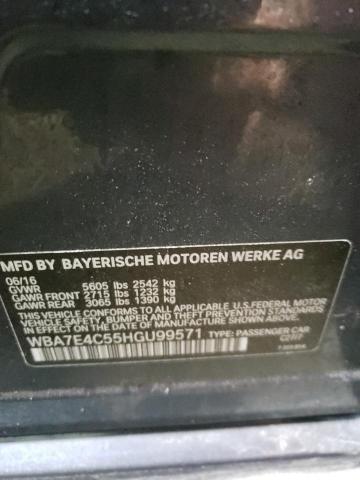 MFD BY BAYERISCHE MOTOREN WERKE AG
06/16
GVWR 5605 lbs 2542 kg
GAWR FRONT 2715 lbs 1232 kg
GAWR REAR 3065 lbs 1390 kg
THIS VEHICLE CONFORMS TO ALL APPLICABLE U.S.FEDERAL MOTOR
VEHICLE SAFETY, BUMPER, AND THEFT PREVENTION STANDARDS
IN EFFECT ON THE DATE OF MANUFACTURE SHOWN ABOVE.
WBA7E4C55HGU99571 TYPE: PASSENGER CAR